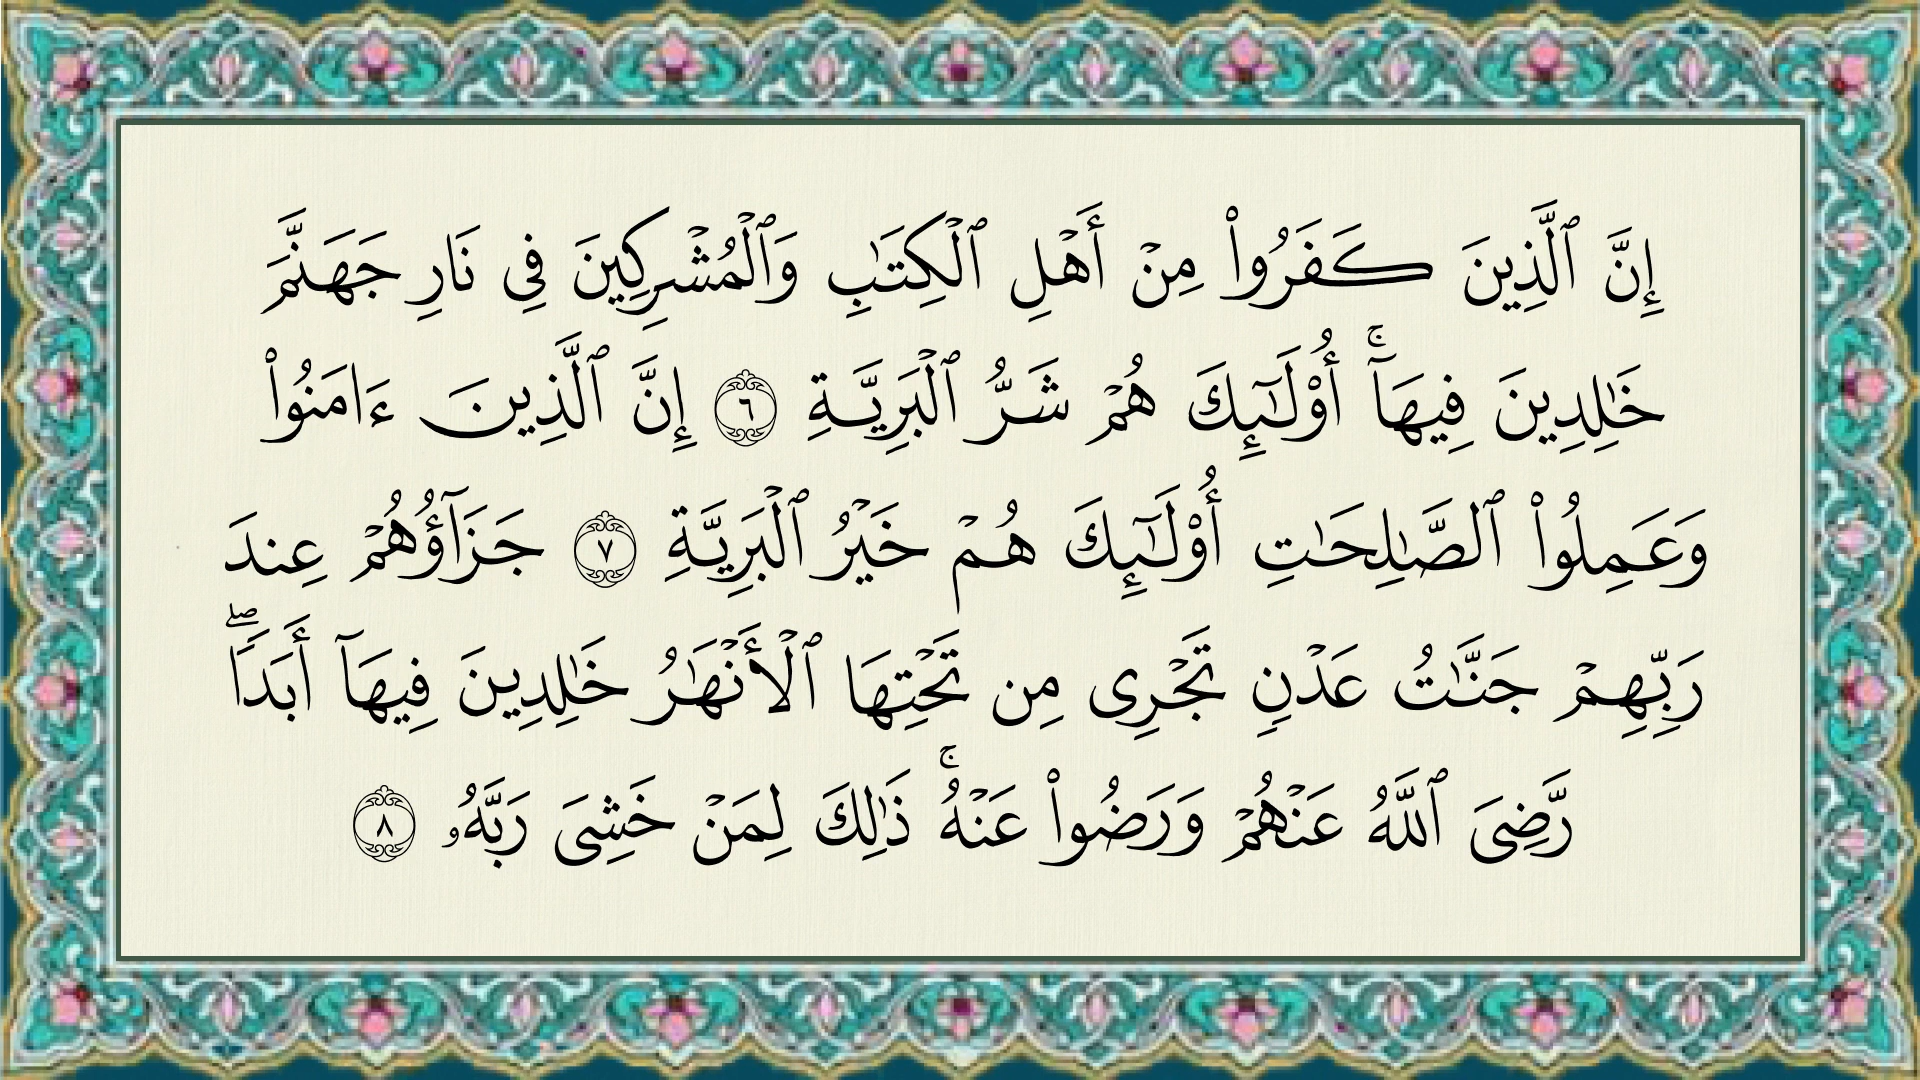 إِنَّ ٱلَّذِينَ كَفَرُوا۟ مِنْ أَهْلِ ٱلْكِتَـٰبِ وَٱلْمُشْرِكِينَ فِى نَارِ جَهَنَّمَ
خَـٰلِدِينَ فِيهَآ ۚ أُو۟لَـٰٓئِكَ هُمْ شَرُّ ٱلْبَرِيَّةِ ٦ إِنَّ ٱلَّذِينَ ءَامَنُوا۟
وَعَمِلُوا۟ ٱلصَّـٰلِحَـٰتِ أُو۟لَـٰٓئِكَ هُمْ خَيْرُ ٱلْبَرِيَّةِ ٧ جَزَآؤُهُمْ عِندَ
رَبِّهِمْ جَنَّـٰتُ عَدْنٍ تَجْرِى مِن تَحْتِهَا ٱلْأَنْهَـٰرُ خَـٰلِدِينَ فِيهَآ أَبَدًا ۖ
رَّضِىَ ٱللَّهُ عَنْهُمْ وَرَضُوا۟ عَنْهُ ۚ ذَٰلِكَ لِمَنْ خَشِىَ رَبَّهُۥ ٨